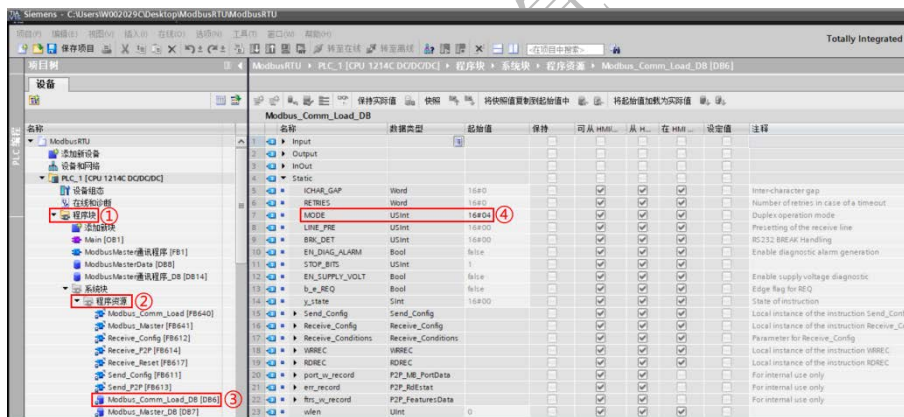 Siemens - C:\Users\W002029C\Desktop\ModbusRTU\ModbusRTU
项目(P) 编辑(E) 视图(V) 插入(I) 在线(O) 选项(N) 工具(T) 窗口(W) 帮助(H)
Totally Integrated
保存项目 转至在线 转至离线 <在项目中搜索>
项目树
ModbusRTU ▸ PLC_1 [CPU 1214C DC/DC/DC] ▸ 程序块 ▸ 系统块 ▸ 程序资源 ▸ Modbus_Comm_Load_DB [DB6]
设备
保持实际值 快照 将快照值复制到起始值中 将起始值加载为实际值
PLC 编程
名称
ModbusRTU
添加新设备
设备和网络
PLC_1 [CPU 1214C DC/DC/DC]
设备组态
在线和诊断
程序块 ①
添加新块
Main [OB1]
ModbusMaster通讯程序 [FB1]
ModbusMasterData [DB8]
ModbusMaster通讯程序_DB [DB14]
系统块
程序资源 ②
Modbus_Comm_Load [FB640]
Modbus_Master [FB641]
Receive_Config [FB612]
Receive_P2P [FB614]
Receive_Reset [FB617]
Send_Config [FB611]
Send_P2P [FB613]
Modbus_Comm_Load_DB [DB6] ③
Modbus_Master_DB [DB7]
Modbus_Comm_Load_DB
名称 数据类型 起始值 保持 可从 HMI/... 从 H... 在 HMI ... 设定值 注释
1 Input
2 Output
3 InOut
4 Static
5 ICHAR_GAP Word 16#0 Inter-character gap
6 RETRIES Word 16#0 Number of retries in case of a timeout
7 MODE USInt 16#04 ④ Duplex operation mode
8 LINE_PRE USInt 16#00 Presetting of the receive line
9 BRK_DET USInt 16#00 RS232 BREAK Handling
10 EN_DIAG_ALARM Bool false Enable diagnostic alarm generation
11 STOP_BITS USInt 1
12 EN_SUPPLY_VOLT Bool false Enable supply voltage diagnostic
13 b_e_REQ Bool false Edge flag for REQ
14 y_state SInt 16#00 State of instruction
15 Send_Config Send_Config Local instance of the instruction Send_Conf
16 Receive_Config Receive_Config Local instance of the instruction Receive_C
17 Receive_Conditions Receive_Conditions Parameter for Receive_Config
18 WRREC WRREC Local instance of the instruction WRREC
19 RDREC RDREC Local instance of the instruction RDREC
20 port_w_record P2P_MB_PortData For internal use only
21 err_record P2P_RdEstat For internal use only
22 ftrs_w_record P2P_FeaturesData For internal use only
23 wlen UInt 0